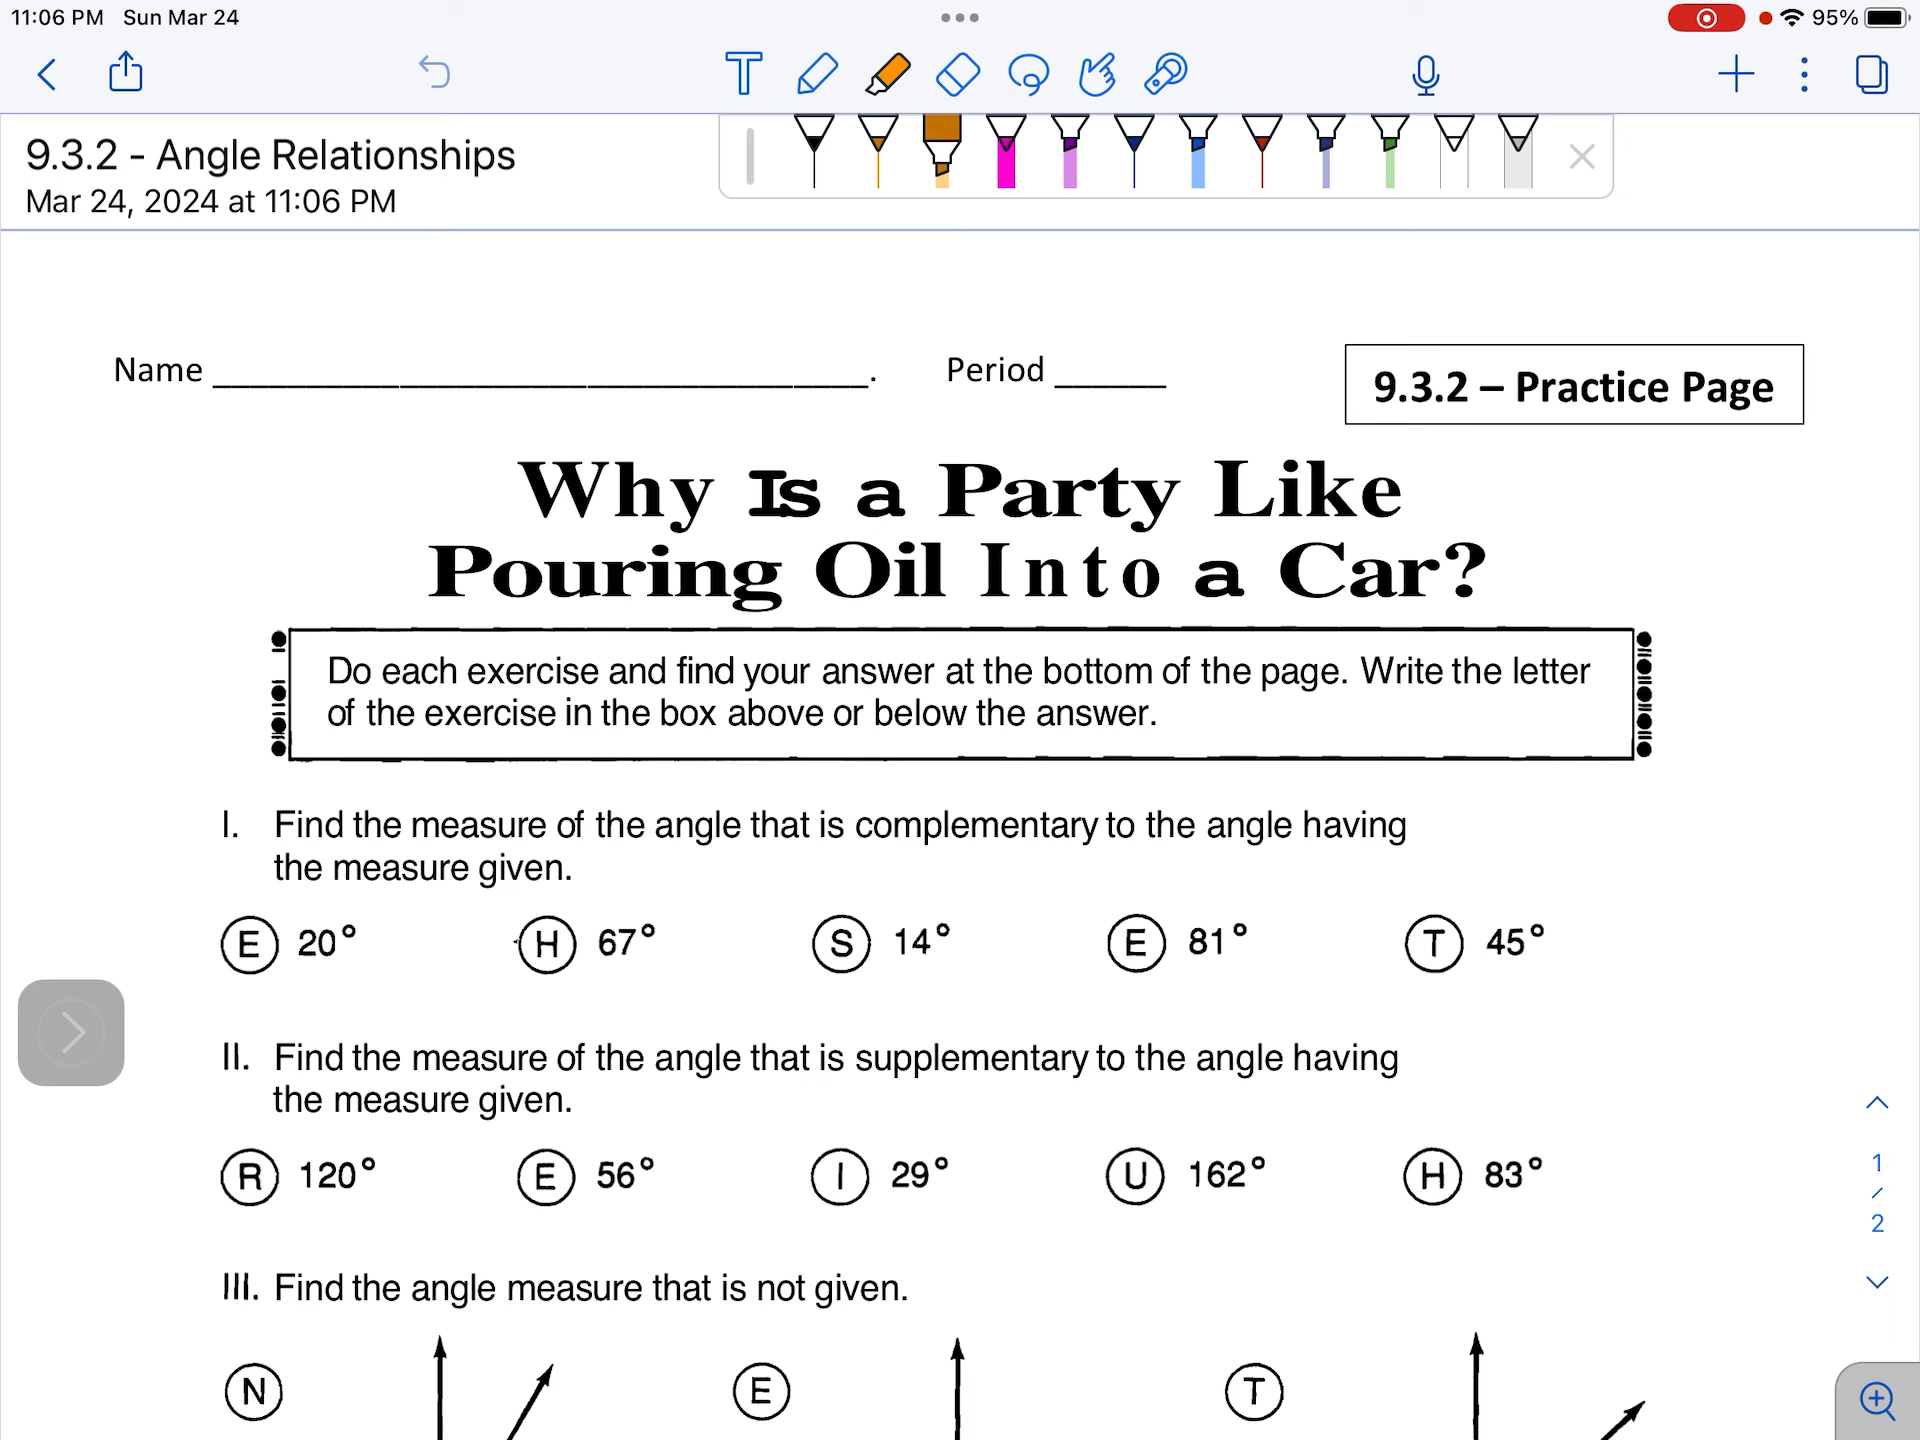 11:06 PM Sun Mar 24
95%
9.3.2 - Angle Relationships
Mar 24, 2024 at 11:06 PM
Name ________________________________. Period ______
9.3.2 – Practice Page
Why Is a Party Like
Pouring Oil Into a Car?
Do each exercise and find your answer at the bottom of the page. Write the letter
of the exercise in the box above or below the answer.
I. Find the measure of the angle that is complementary to the angle having
the measure given.
E 20° H 67° S 14° E 81° T 45°
II. Find the measure of the angle that is supplementary to the angle having
the measure given.
R 120° E 56° I 29° U 162° H 83°
1
/
2
III. Find the angle measure that is not given.
N E T